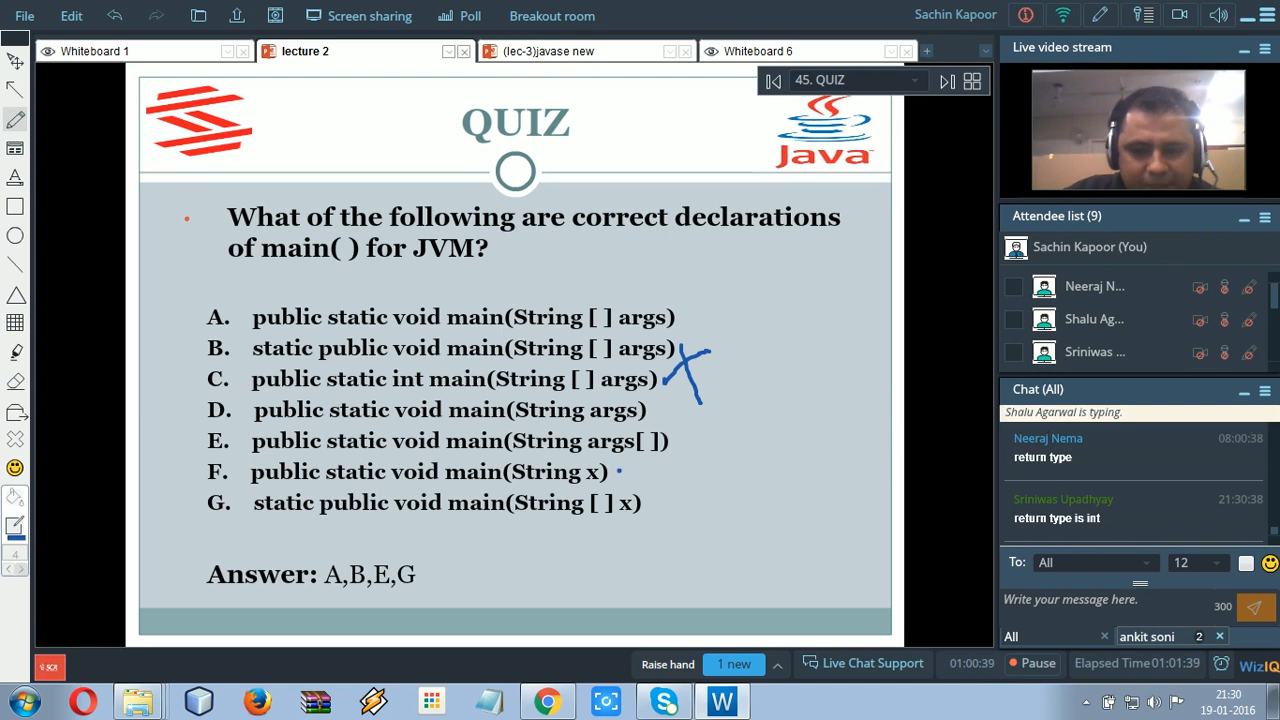 File Edit Screen sharing Poll Breakout room Sachin Kapoor
Whiteboard 1 lecture 2 (lec-3)javase new Whiteboard 6
Live video stream
45. QUIZ
QUIZ
Java
What of the following are correct declarations
of main( ) for JVM?
A. public static void main(String [ ] args)
B. static public void main(String [ ] args)
C. public static int main(String [ ] args)
D. public static void main(String args)
E. public static void main(String args[ ])
F. public static void main(String x)
G. static public void main(String [ ] x)
Answer: A,B,E,G
4
Attendee list (9)
Sachin Kapoor (You)
Neeraj N...
Shalu Ag...
Sriniwas ...
Chat (All)
Shalu Agarwal is typing.
Neeraj Nema 08:00:38
return type
Sriniwas Upadhyay 21:30:38
return type is int
To: All 12
Write your message here. 300
All ankit soni 2
Raise hand 1 new Live Chat Support 01:00:39 Pause Elapsed Time 01:01:39 WizIQ
21:30
19-01-2016